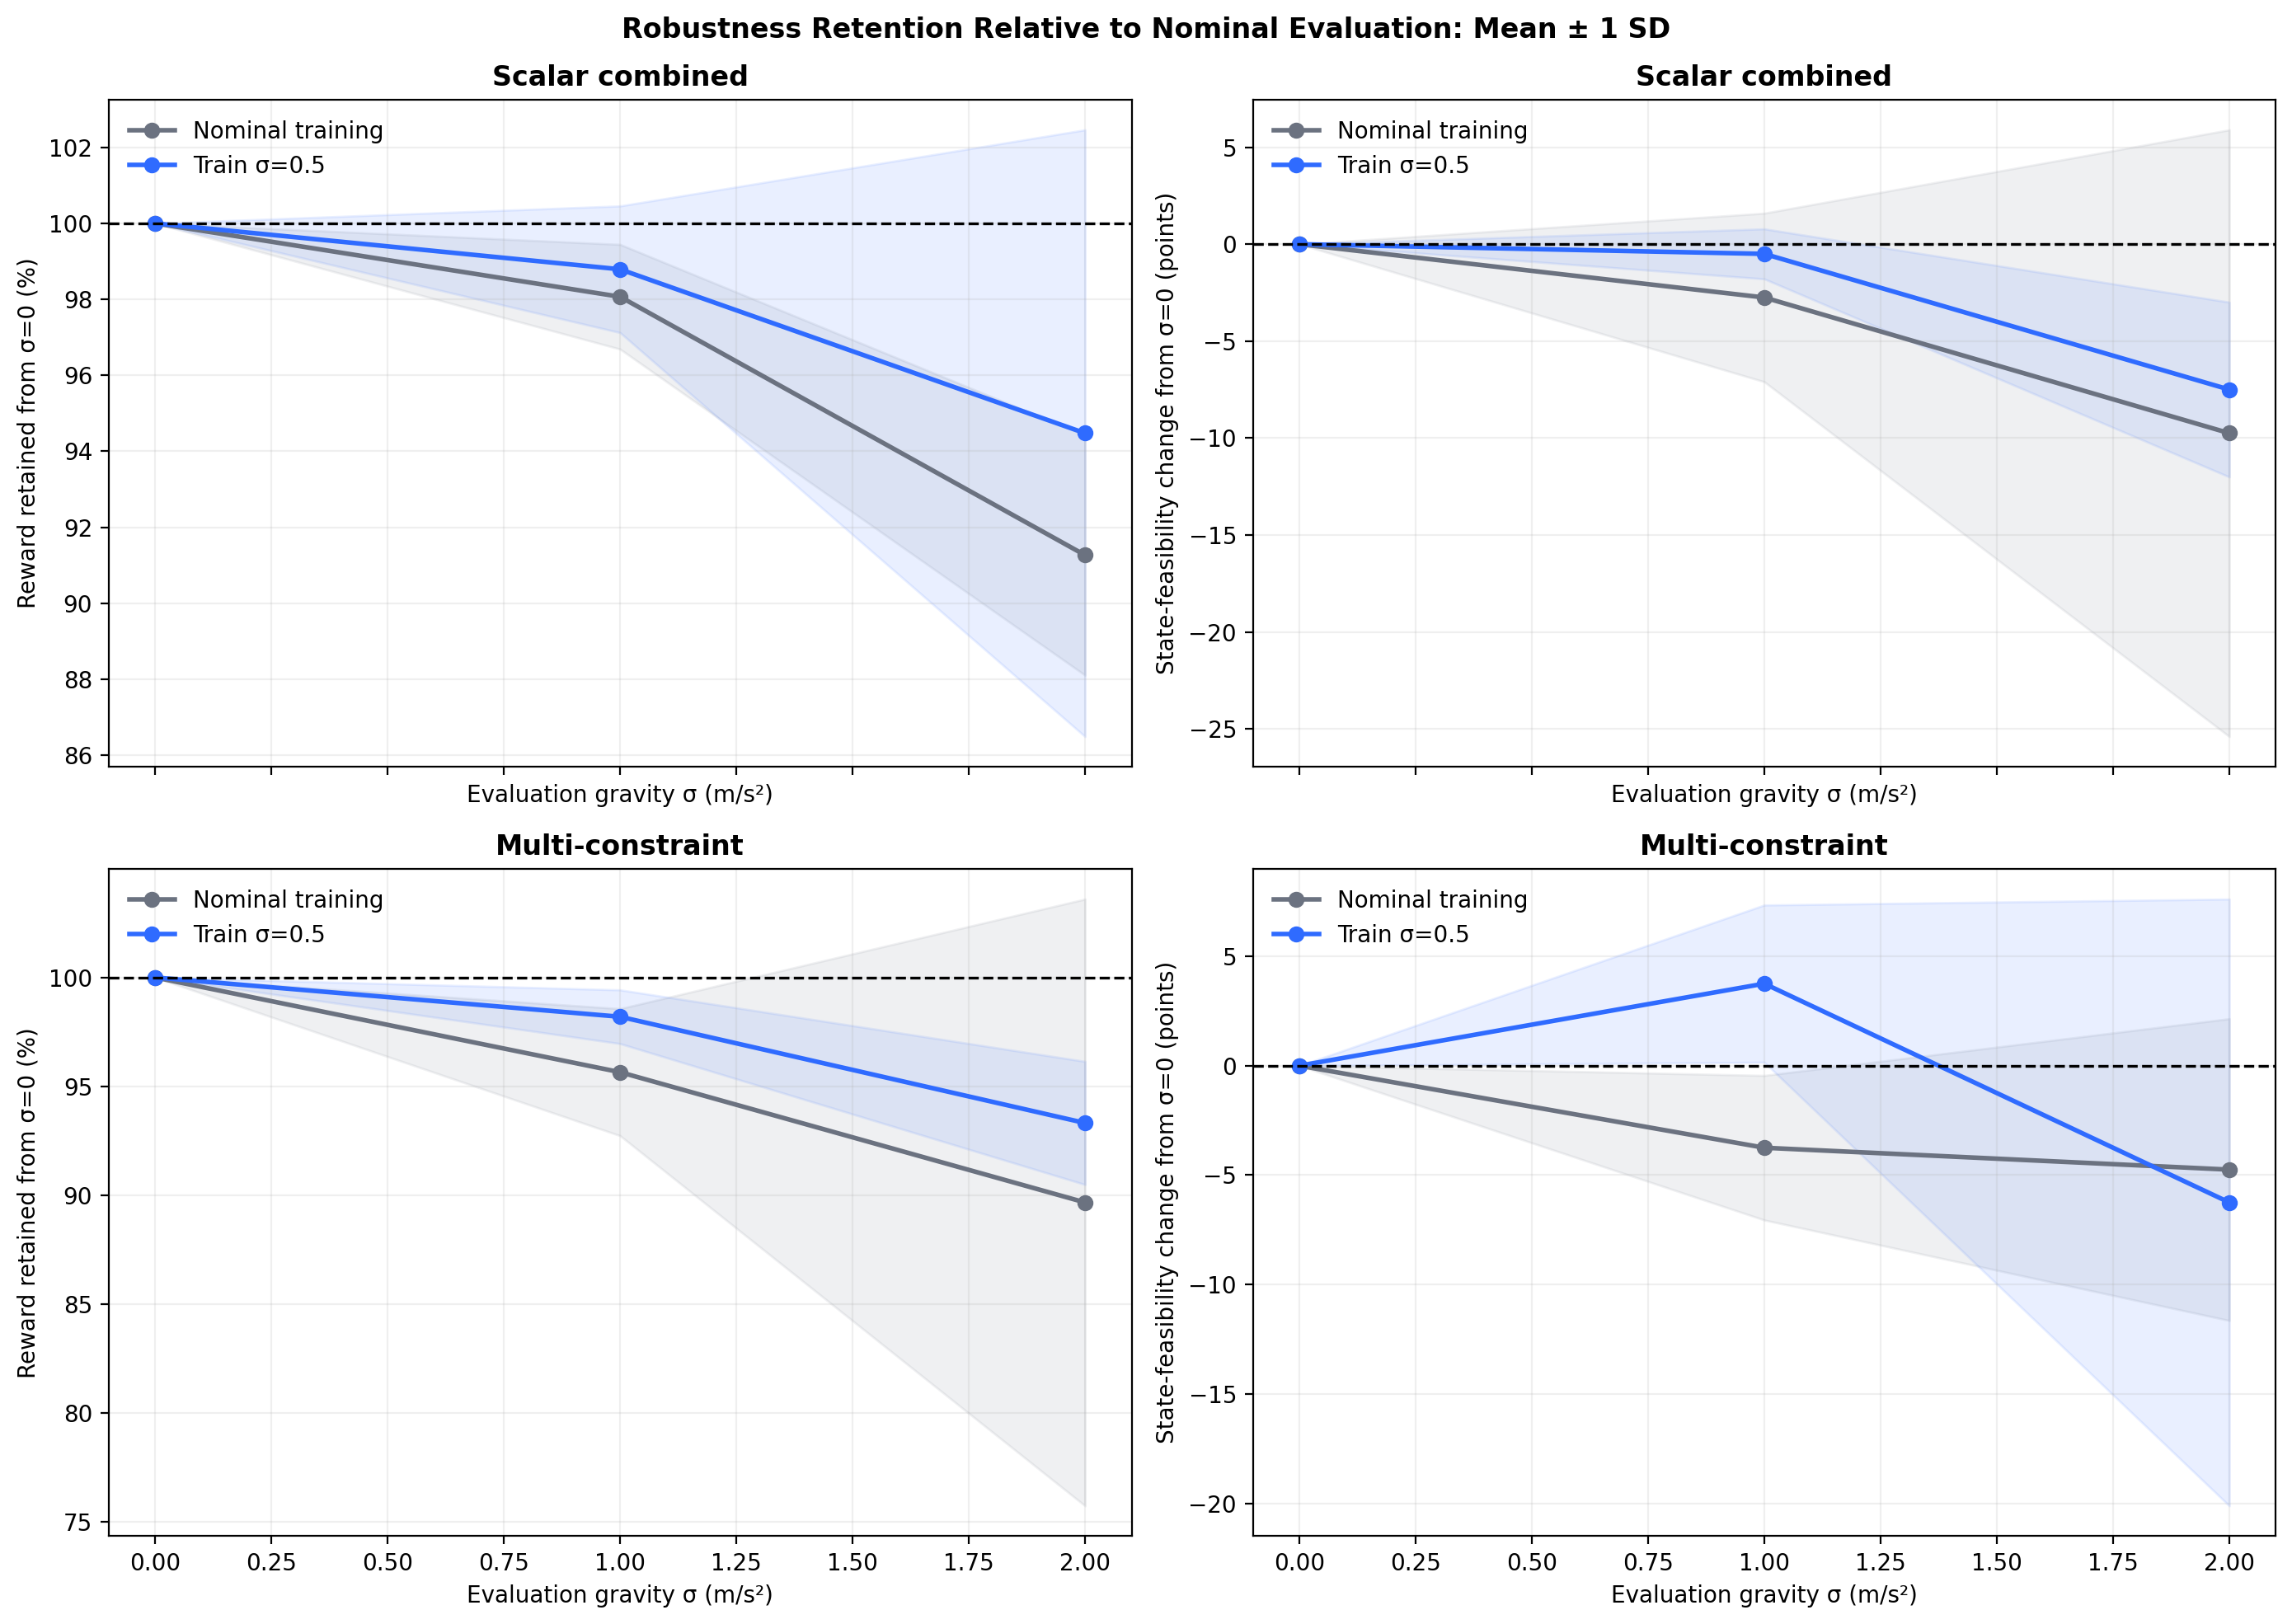 Robustness Retention Relative to Nominal Evaluation: Mean ± 1 SD
Scalar combined
Nominal training
Train σ=0.5
102
100
98
96
94
92
90
88
86
Reward retained from σ=0 (%)
Evaluation gravity σ (m/s²)
Scalar combined
Nominal training
Train σ=0.5
5
0
−5
−10
−15
−20
−25
State-feasibility change from σ=0 (points)
Evaluation gravity σ (m/s²)
Multi-constraint
Nominal training
Train σ=0.5
100
95
90
85
80
75
Reward retained from σ=0 (%)
0.00 0.25 0.50 0.75 1.00 1.25 1.50 1.75 2.00
Evaluation gravity σ (m/s²)
Multi-constraint
Nominal training
Train σ=0.5
5
0
−5
−10
−15
−20
State-feasibility change from σ=0 (points)
0.00 0.25 0.50 0.75 1.00 1.25 1.50 1.75 2.00
Evaluation gravity σ (m/s²)